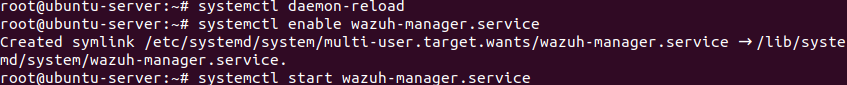 root@ubuntu-server:~# systemctl daemon-reload
root@ubuntu-server:~# systemctl enable wazuh-manager.service
Created symlink /etc/systemd/system/multi-user.target.wants/wazuh-manager.service → /lib/syste
md/system/wazuh-manager.service.
root@ubuntu-server:~# systemctl start wazuh-manager.service